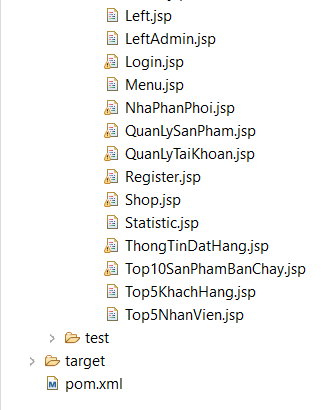 Left.jsp
LeftAdmin.jsp
Login.jsp
Menu.jsp
NhaPhanPhoi.jsp
QuanLySanPham.jsp
QuanLyTaiKhoan.jsp
Register.jsp
Shop.jsp
Statistic.jsp
ThongTinDatHang.jsp
Top10SanPhamBanChay.jsp
Top5KhachHang.jsp
Top5NhanVien.jsp
test
target
pom.xml